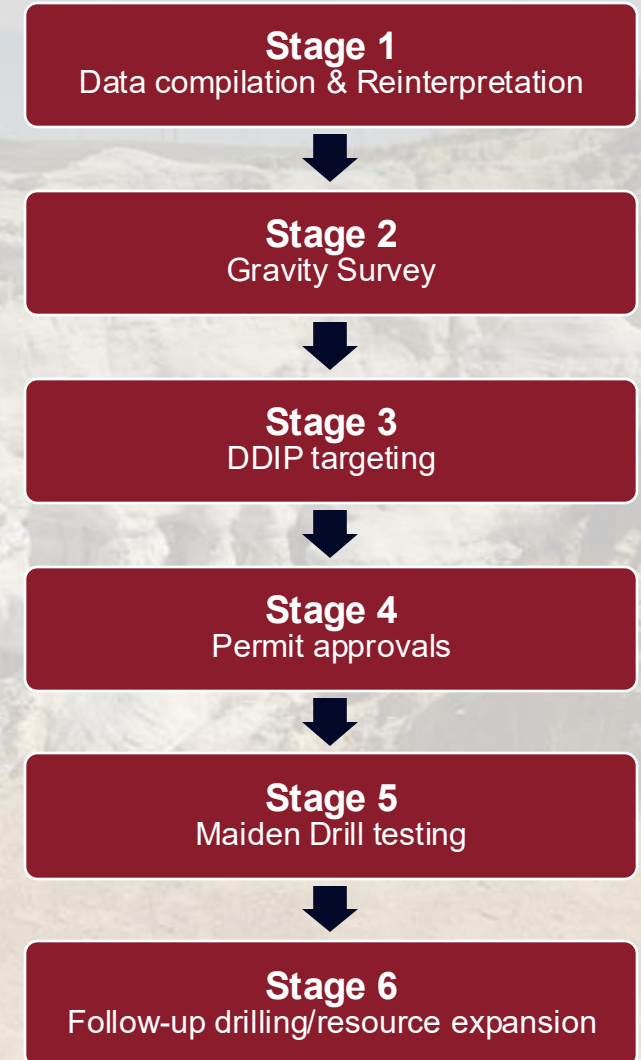 Stage 1
Data compilation & Reinterpretation
Stage 2
Gravity Survey
Stage 3
DDIP targeting
Stage 4
Permit approvals
Stage 5
Maiden Drill testing
Stage 6
Follow-up drilling/resource expansion